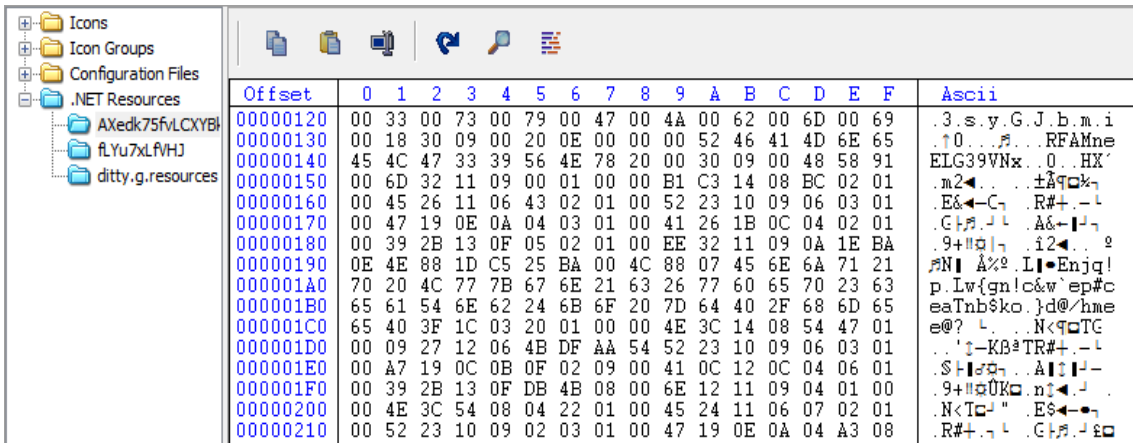 Icons
Icon Groups
Configuration Files
.NET Resources
AXedk75fvLCXYBk
fLYu7xLfVHJ
ditty.g.resources
Offset 0 1 2 3 4 5 6 7 8 9 A B C D E F Ascii
00000120 00 33 00 73 00 79 00 47 00 4A 00 62 00 6D 00 69 .3.s.y.G.J.b.m.i
00000130 00 18 30 09 00 20 0E 00 00 00 52 46 41 4D 6E 65 .↑0.. ♬...RFAMne
00000140 45 4C 47 33 39 56 4E 78 20 00 30 09 00 48 58 91 ELG39VNx .0..HX
00000150 00 6D 32 11 09 00 01 00 00 B1 C3 14 08 BC 02 01
00000160 00 45 26 11 06 43 02 01 00 52 23 10 09 06 03 01
00000170 00 47 19 0E 0A 04 03 01 00 41 26 1B 0C 04 02 01
00000180 00 39 2B 13 0F 05 02 01 00 EE 32 11 09 0A 1E BA
00000190 0E 4E 88 1D C5 25 BA 00 4C 88 07 45 6E 6A 71 21
000001A0 70 20 4C 77 7B 67 6E 21 63 26 77 60 65 70 23 63 p.Lw{gn!c&w`ep#c
000001B0 65 61 54 6E 62 24 6B 6F 20 7D 64 40 2F 68 6D 65 eaTnb$ko.}d@/hme
000001C0 65 40 3F 1C 03 20 01 00 00 4E 3C 14 08 54 47 01
000001D0 00 09 27 12 06 4B DF AA 54 52 23 10 09 06 03 01
000001E0 00 A7 19 0C 0B 0F 02 09 00 41 0C 12 0C 04 06 01
000001F0 00 39 2B 13 0F DB 4B 08 00 6E 12 11 09 04 01 00
00000200 00 4E 3C 54 08 04 22 01 00 45 24 11 06 07 02 01
00000210 00 52 23 10 09 02 03 01 00 47 19 0E 0A 04 A3 08